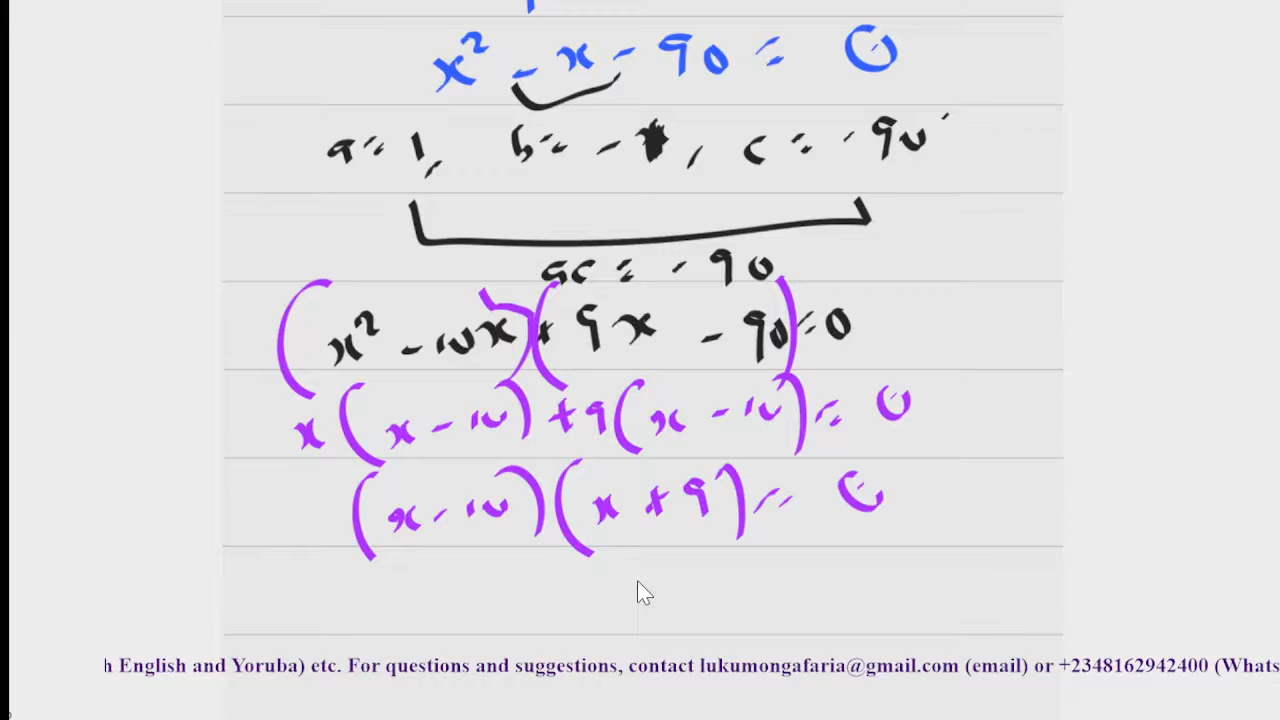 x² - x - 90 = 0
a = 1, b = -1, c = -90
ac = -90
(x² - 10x) + (9x - 90) = 0
x(x - 10) + 9(x - 10) = 0
(x - 10)(x + 9) = 0
h English and Yoruba) etc. For questions and suggestions, contact lukumongafaria@gmail.com (email) or +2348162942400 (Whats